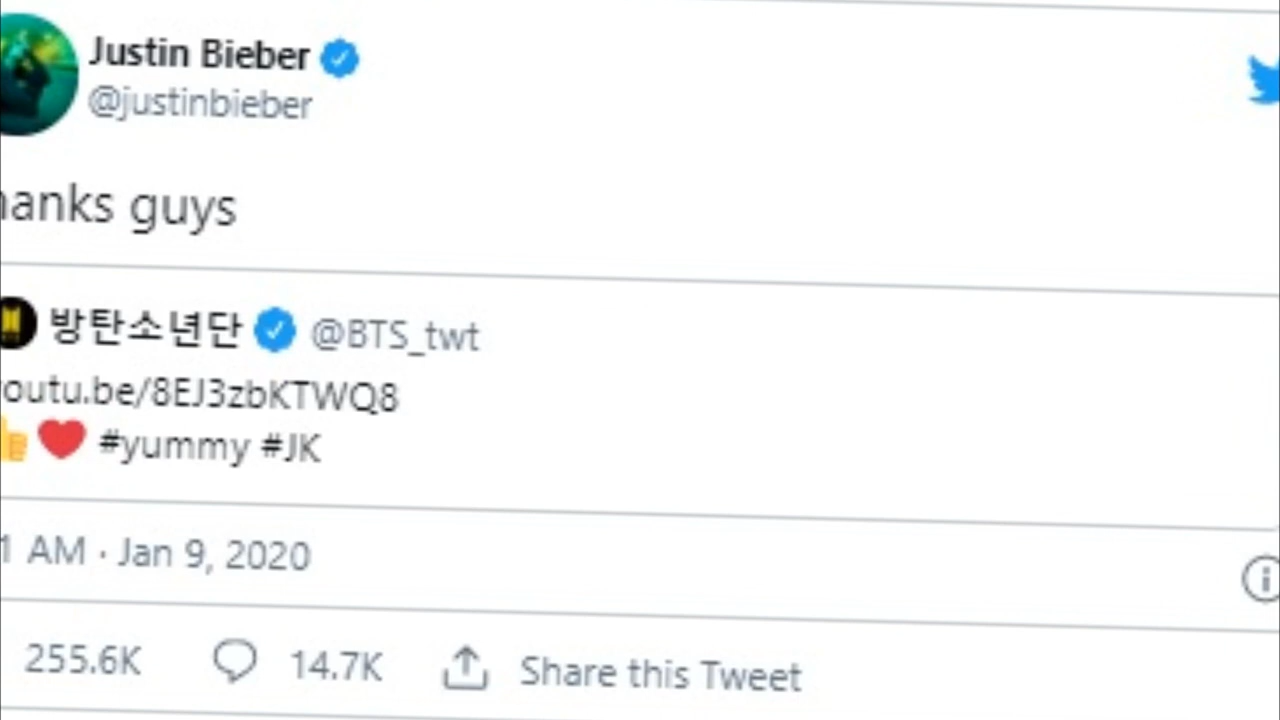 Justin Bieber
@justinbieber
hanks guys
방탄소년단 @BTS_twt
youtu.be/8EJ3zbKTWQ8
#yummy #JK
1 AM · Jan 9, 2020
255.6K 14.7K Share this Tweet